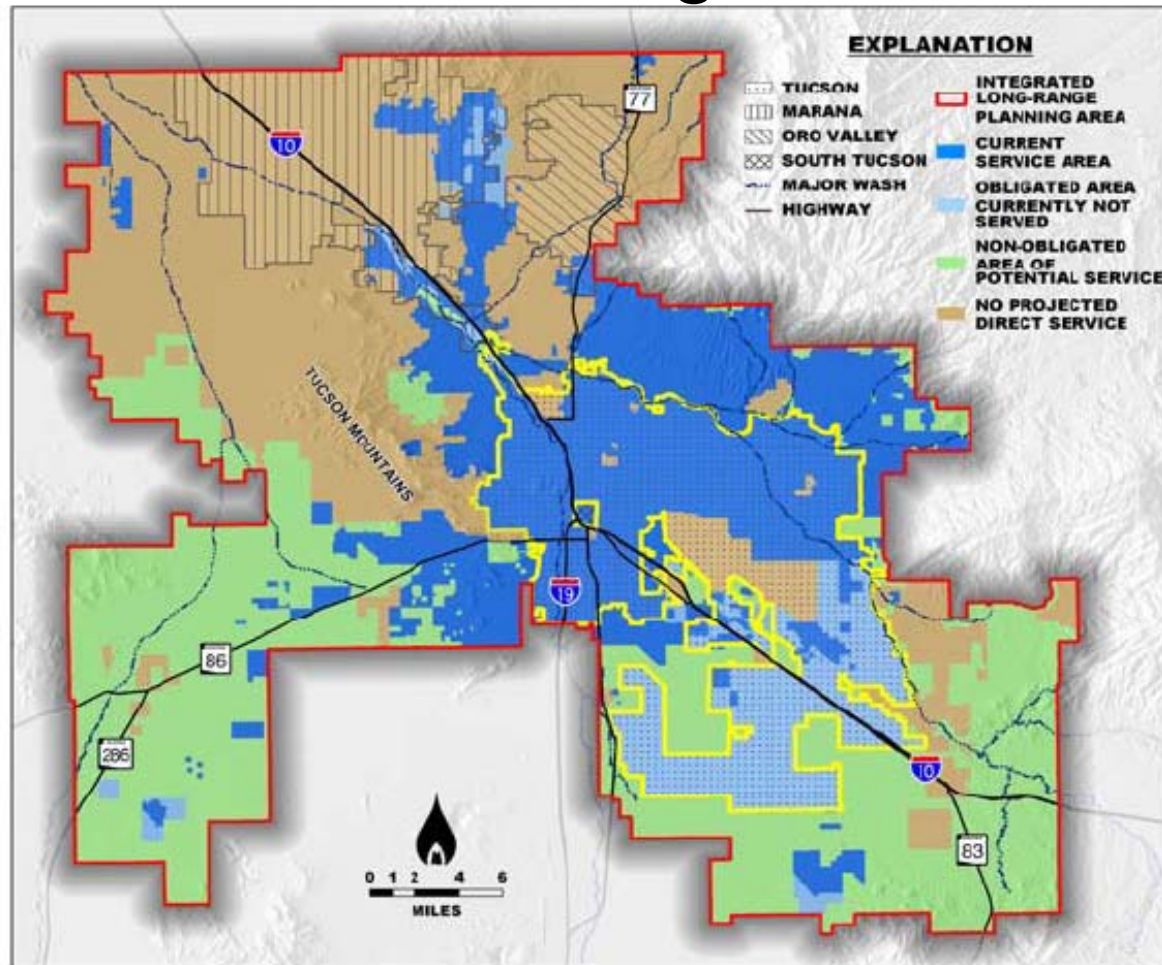 EXPLANATION
TUCSON
MARANA
ORO VALLEY
SOUTH TUCSON
MAJOR WASH
HIGHWAY
INTEGRATED
LONG-RANGE
PLANNING AREA
CURRENT
SERVICE AREA
OBLIGATED AREA
CURRENTLY NOT
SERVED
NON-OBLIGATED
AREA OF
POTENTIAL SERVICE
NO PROJECTED
DIRECT SERVICE
77
10
TUCSON MOUNTAINS
19
86
286
10
83
0 1 2 4 6
MILES